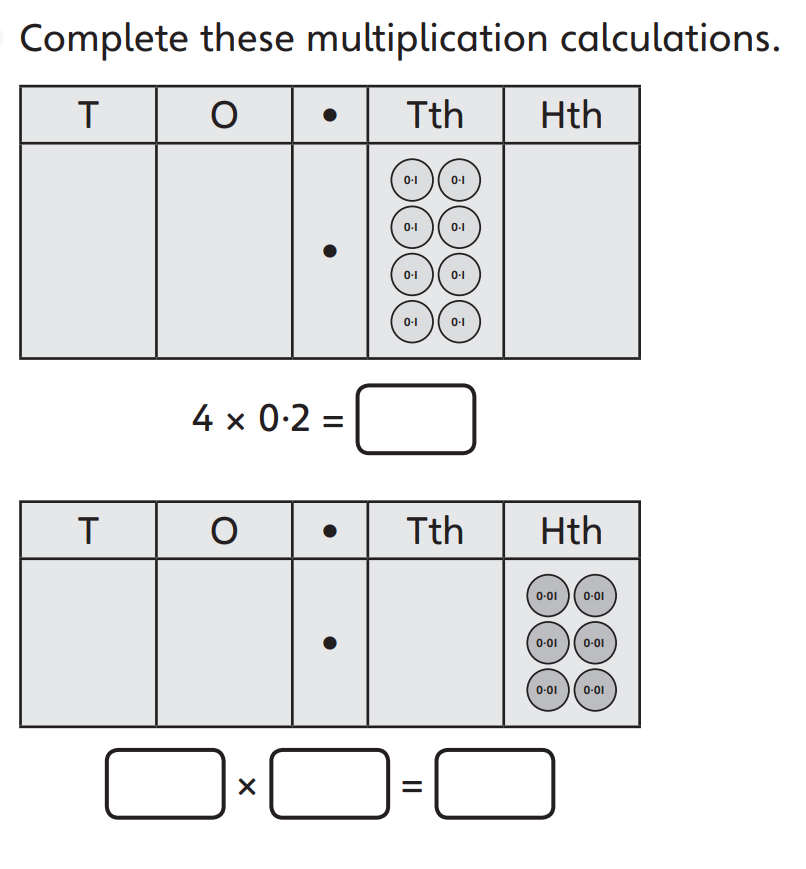 Complete these multiplication calculations.
T O • Tth Hth
0·1 0·1
0·1 0·1
• 0·1 0·1
0·1 0·1
4 × 0·2 =
T O • Tth Hth
0·01 0·01
• 0·01 0·01
0·01 0·01
× =